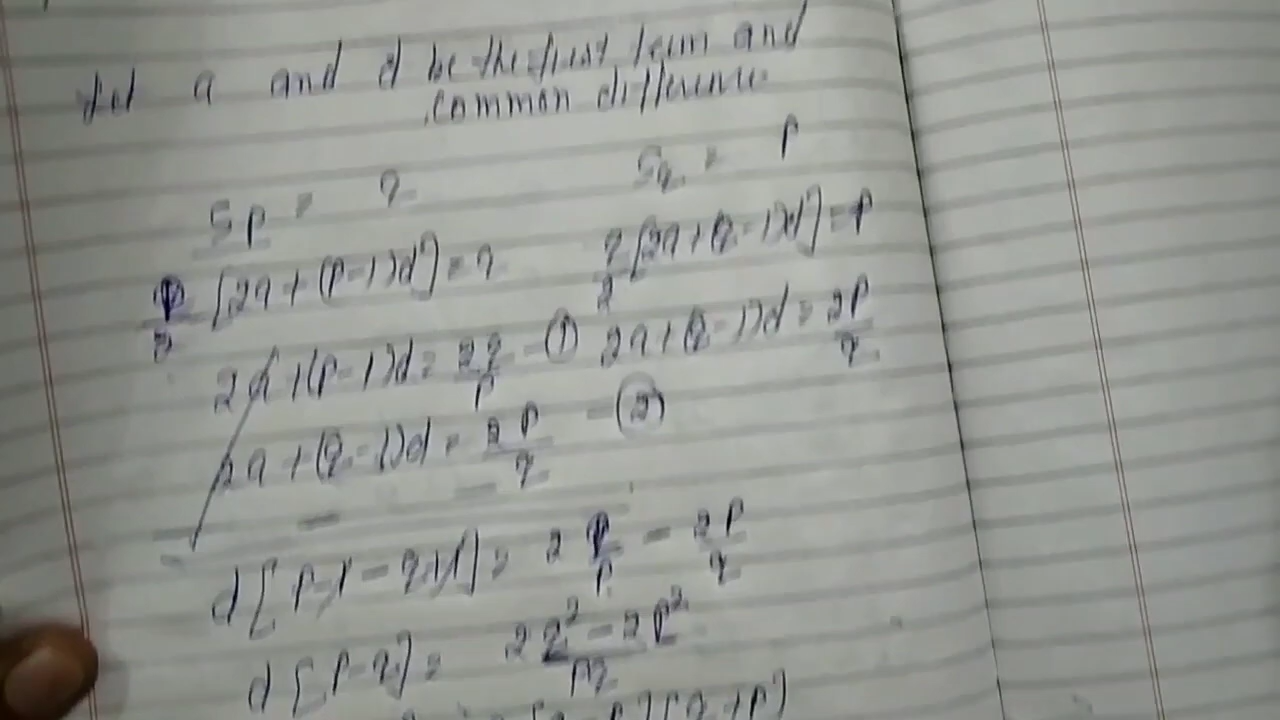 Let a and d be the first term and
common difference
Sp = q Sq = p
p/2 [2a + (p-1)d] = q q/2 [2a + (q-1)d] = p
2a + (p-1)d = 2q/p - (1) 2a + (q-1)d = 2p/q
2a + (q-1)d = 2p/q - (2)
d[p-1-q+1] = 2q/p - 2p/q
d[p-q] = 2q²-2p²/pq
[q-p][q+p]